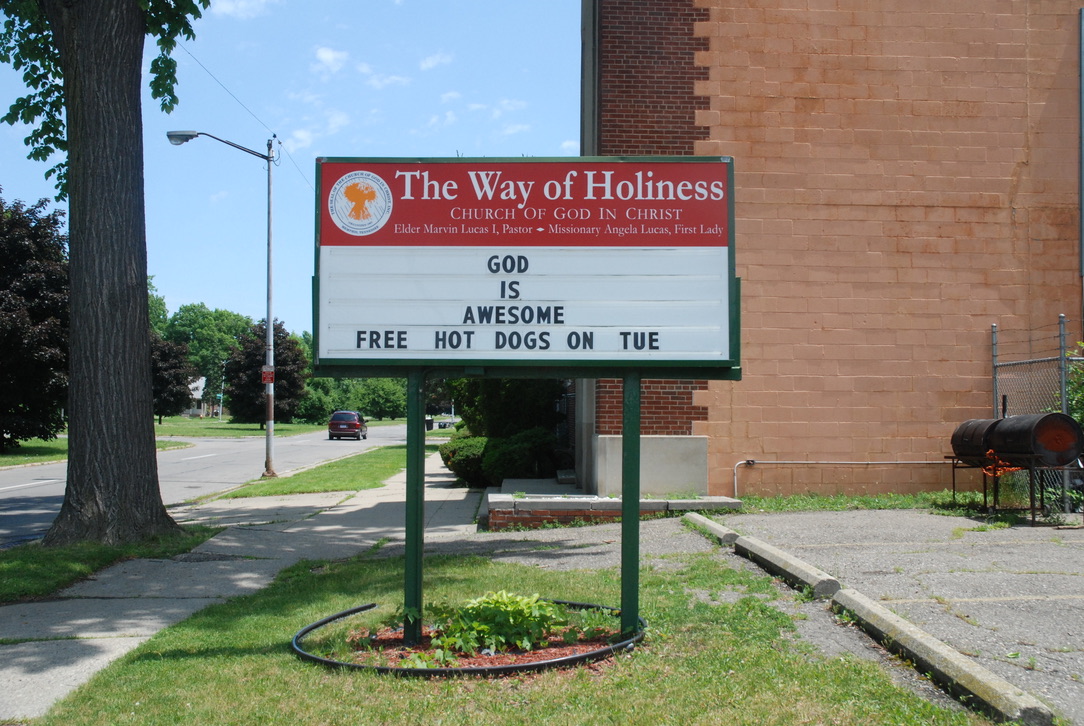 The Way of Holiness
CHURCH OF GOD IN CHRIST
Elder Marvin Lucas I, Pastor ◆ Missionary Angela Lucas, First Lady
GOD
IS
AWESOME
FREE HOT DOGS ON TUE